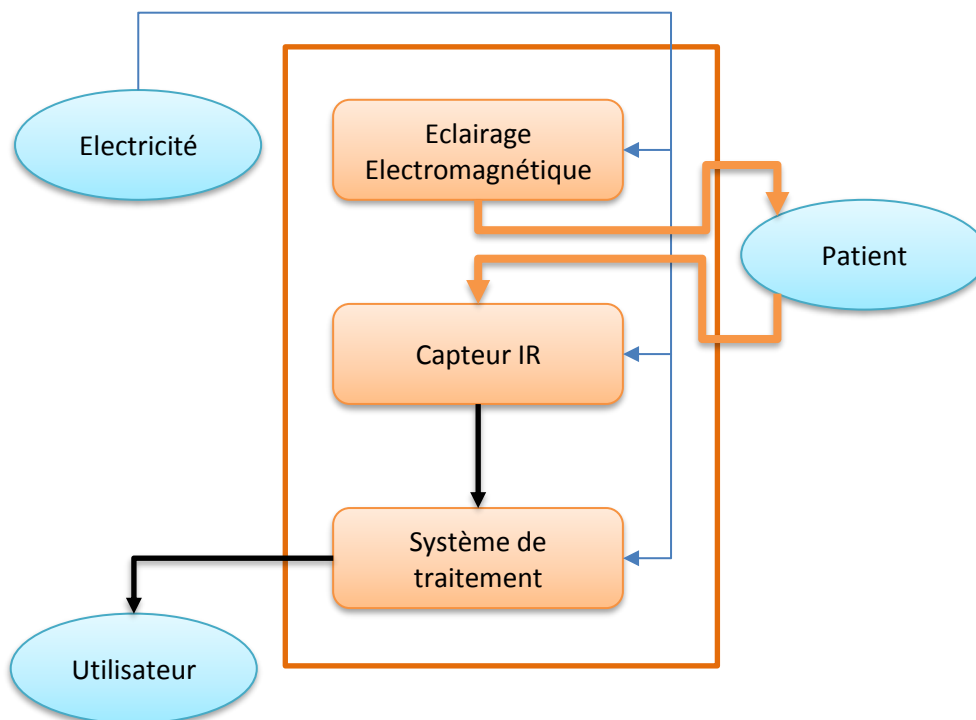 Electricité
Eclairage
Electromagnétique
Patient
Capteur IR
Système de
traitement
Utilisateur